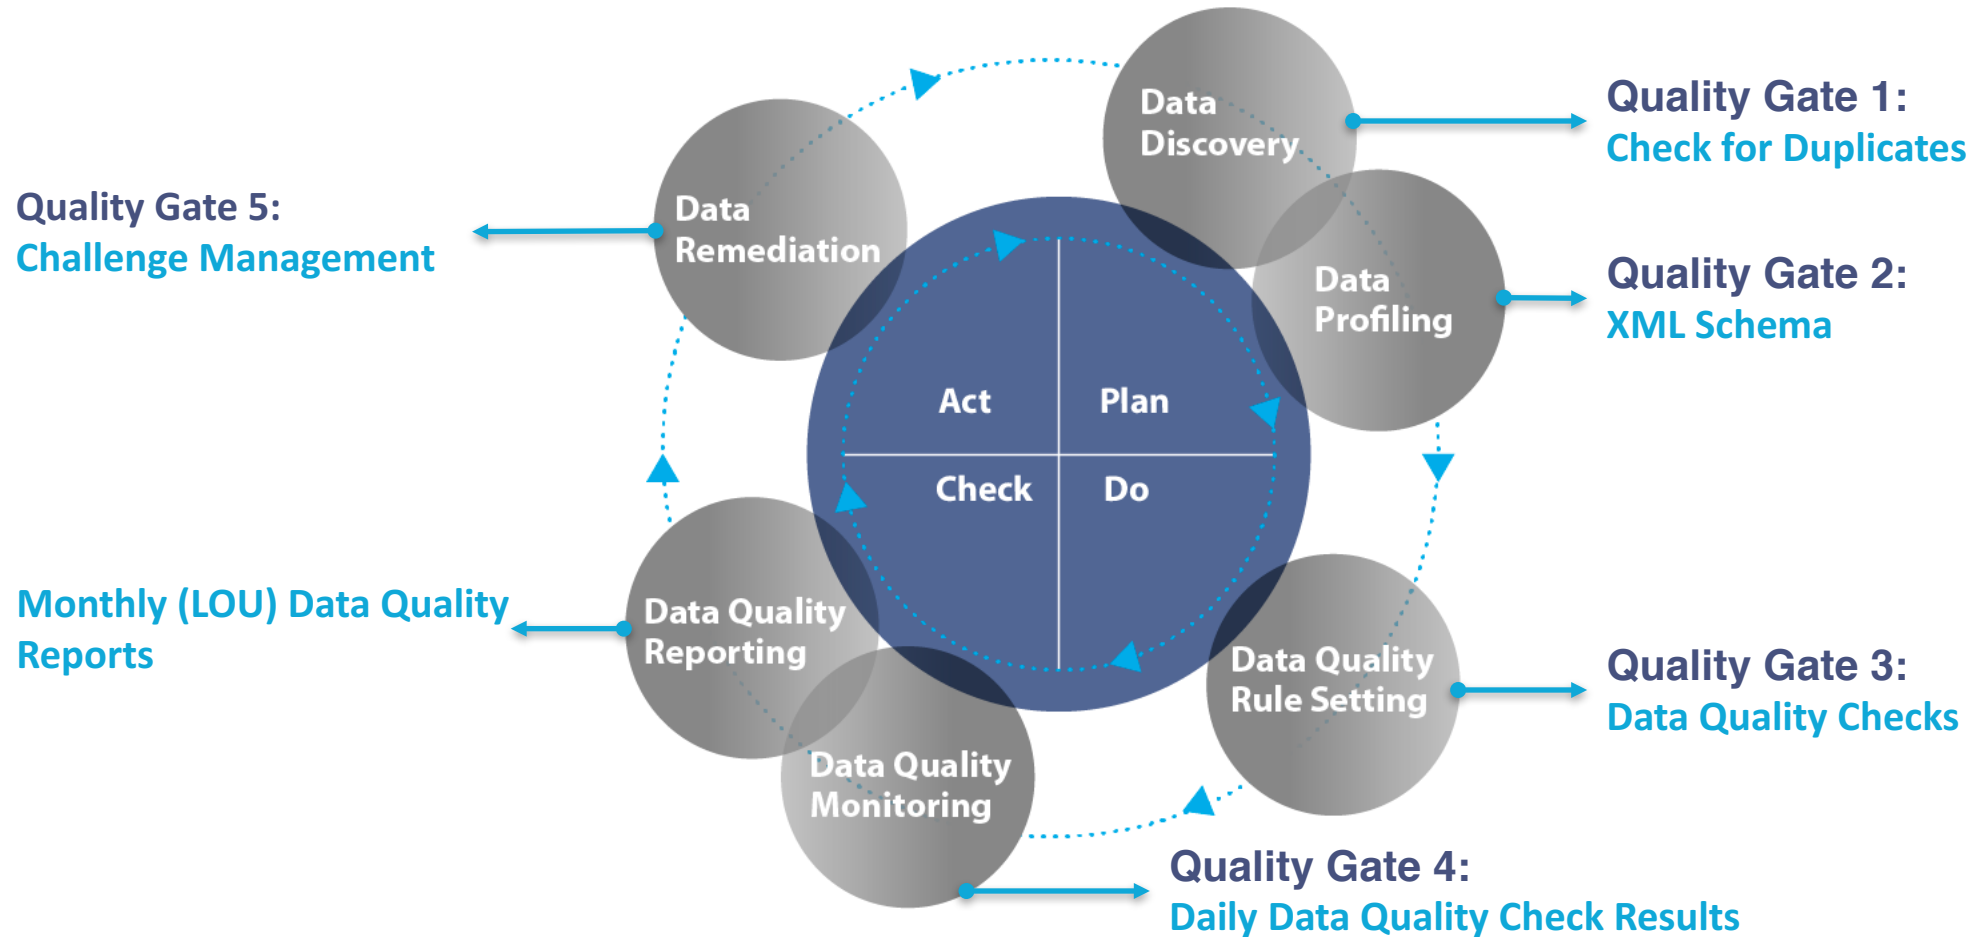 Data
Discovery
Quality Gate 1:
Check for Duplicates
Data
Profiling
Quality Gate 2:
XML Schema
Data
Remediation
Quality Gate 5:
Challenge Management
Act
Plan
Check
Do
Data Quality
Rule Setting
Quality Gate 3:
Data Quality Checks
Data Quality
Reporting
Monthly (LOU) Data Quality
Reports
Data Quality
Monitoring
Quality Gate 4:
Daily Data Quality Check Results